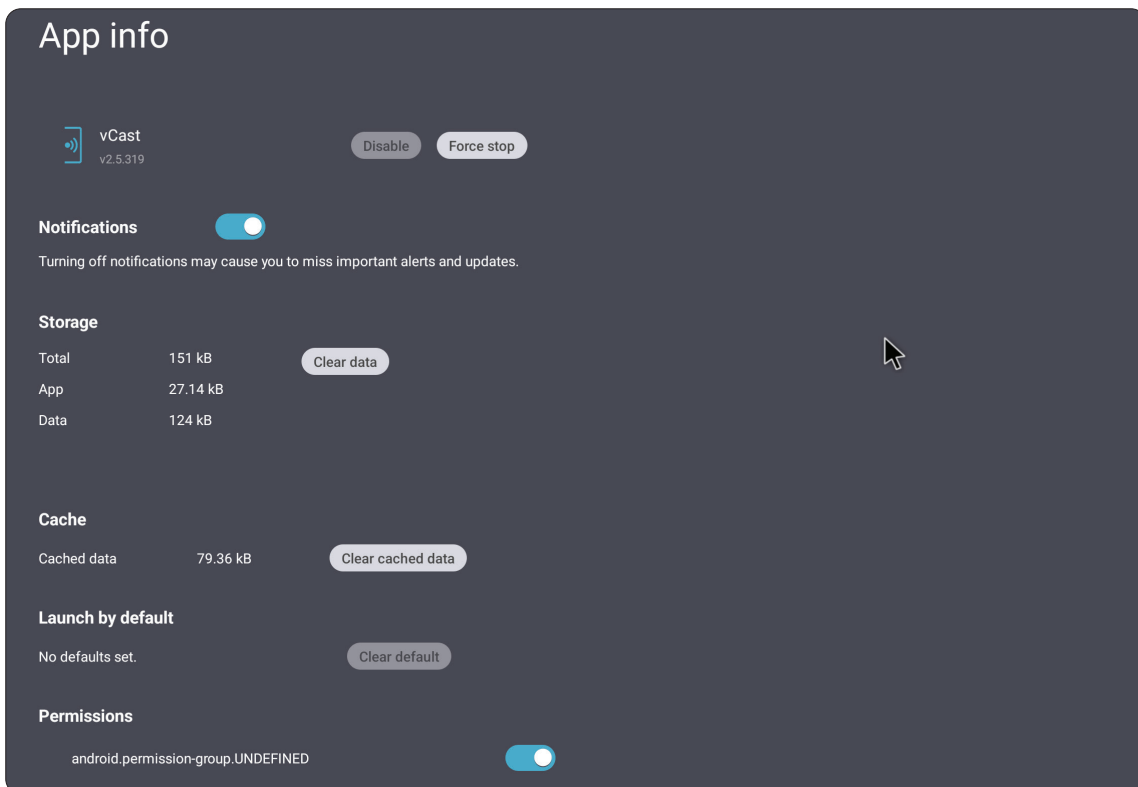 App info
vCast
v2.5.319
Disable
Force stop
Notifications
Turning off notifications may cause you to miss important alerts and updates.
Storage
Total 151 kB Clear data
App 27.14 kB
Data 124 kB
Cache
Cached data 79.36 kB Clear cached data
Launch by default
No defaults set. Clear default
Permissions
android.permission-group.UNDEFINED